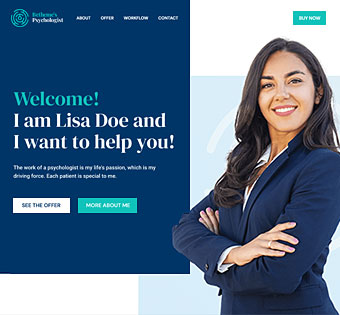 Bethany's
Psychologist
ABOUT OFFER WORKFLOW CONTACT
BUY NOW
Welcome!
I am Lisa Doe and
I want to help you!
The work of a psychologist is my life's passion, which is my
driving force. Each patient is special to me.
SEE THE OFFER
MORE ABOUT ME